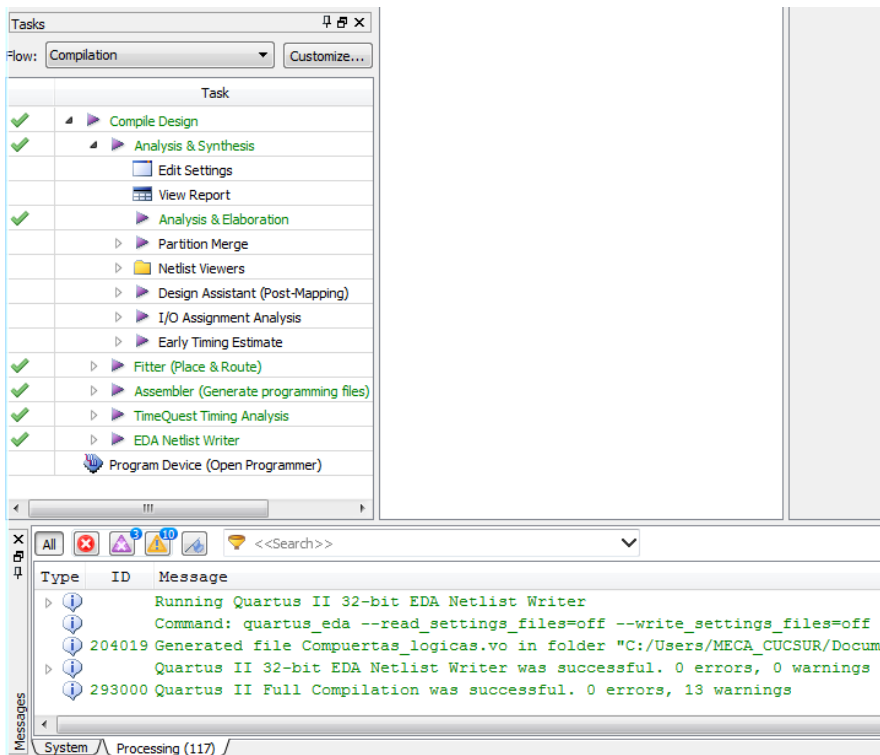 Tasks
Flow: Compilation Customize...
Task
Compile Design
Analysis & Synthesis
Edit Settings
View Report
Analysis & Elaboration
Partition Merge
Netlist Viewers
Design Assistant (Post-Mapping)
I/O Assignment Analysis
Early Timing Estimate
Fitter (Place & Route)
Assembler (Generate programming files)
TimeQuest Timing Analysis
EDA Netlist Writer
Program Device (Open Programmer)
All 3 10 <<Search>>
Type ID Message
Running Quartus II 32-bit EDA Netlist Writer
Command: quartus_eda --read_settings_files=off --write_settings_files=off
204019 Generated file Compuertas_logicas.vo in folder "C:/Users/MECA_CUCSUR/Docum
Quartus II 32-bit EDA Netlist Writer was successful. 0 errors, 0 warnings
293000 Quartus II Full Compilation was successful. 0 errors, 13 warnings
Messages
System Processing (117)